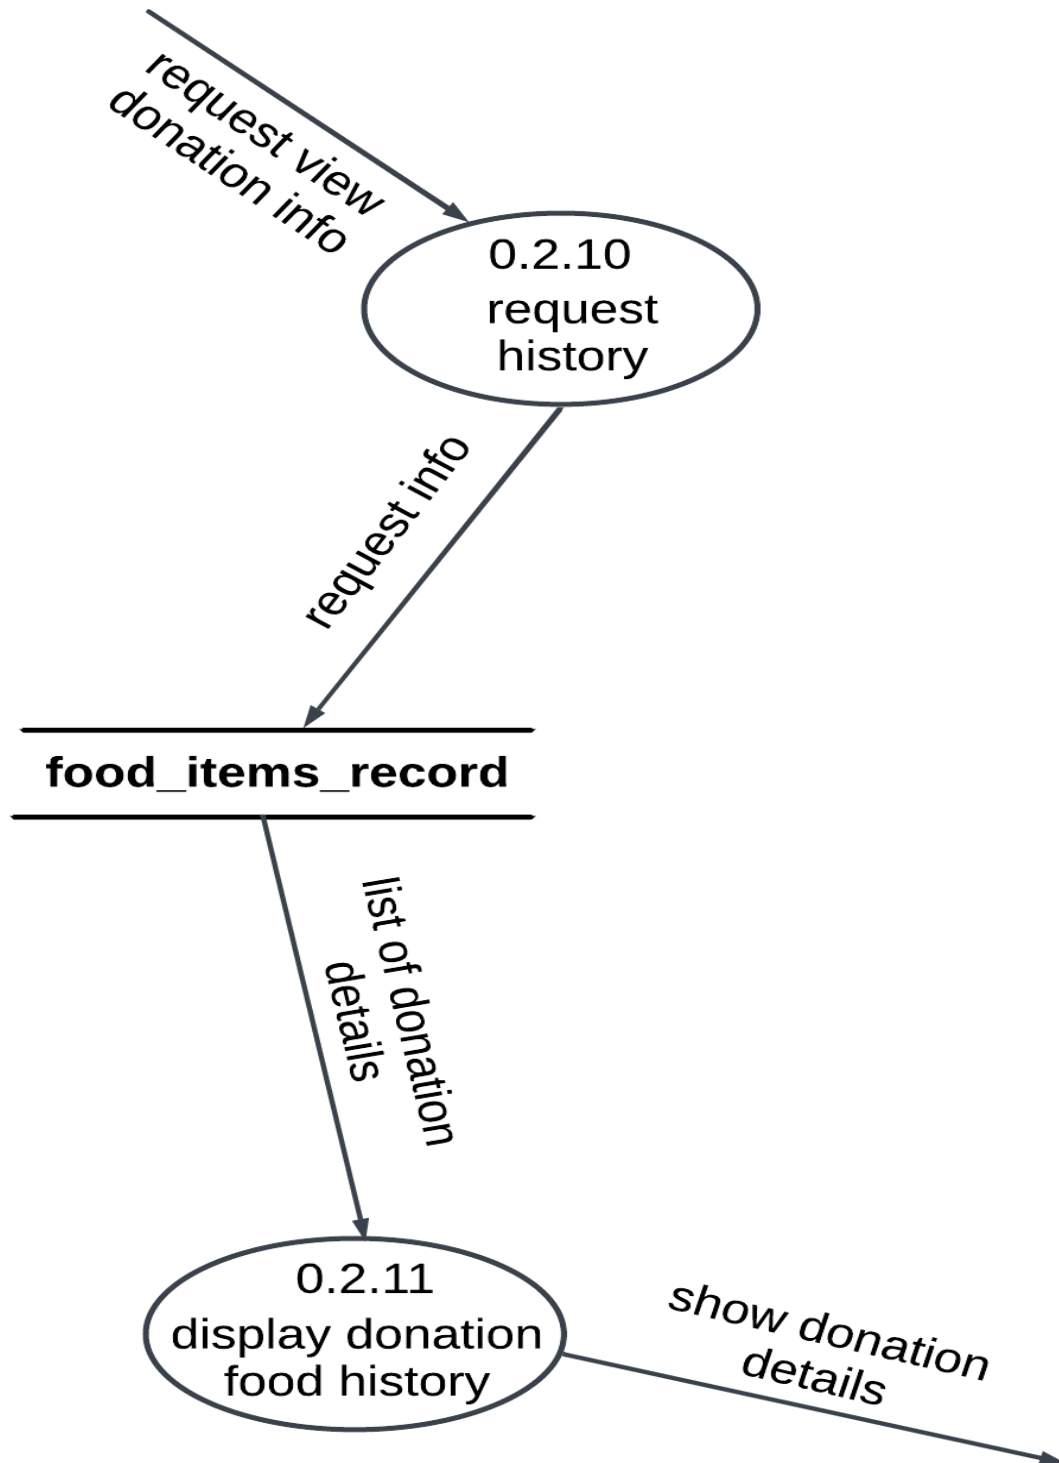 request view
donation info
0.2.10
request
history
request info
food_items_record
list of donation
details
0.2.11
display donation
food history
show donation
details